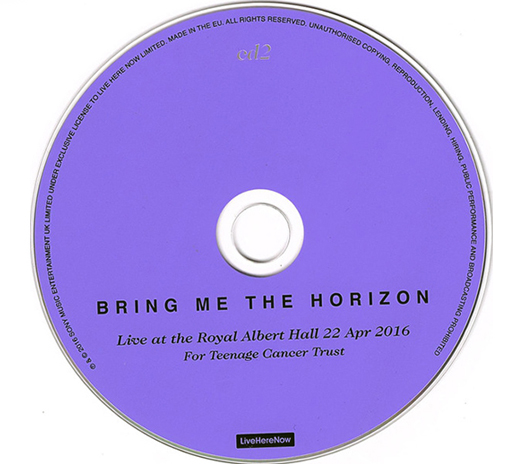 cd2
BRING ME THE HORIZON
Live at the Royal Albert Hall 22 Apr 2016
For Teenage Cancer Trust
LiveHereNow
℗ & © 2016 SONY MUSIC ENTERTAINMENT UK LIMITED UNDER EXCLUSIVE LICENSE TO LIVE HERE NOW LIMITED. MADE IN THE EU. ALL RIGHTS RESERVED. UNAUTHORISED COPYING, REPRODUCTION, LENDING, HIRING, PUBLIC PERFORMANCE AND BROADCASTING PROHIBITED